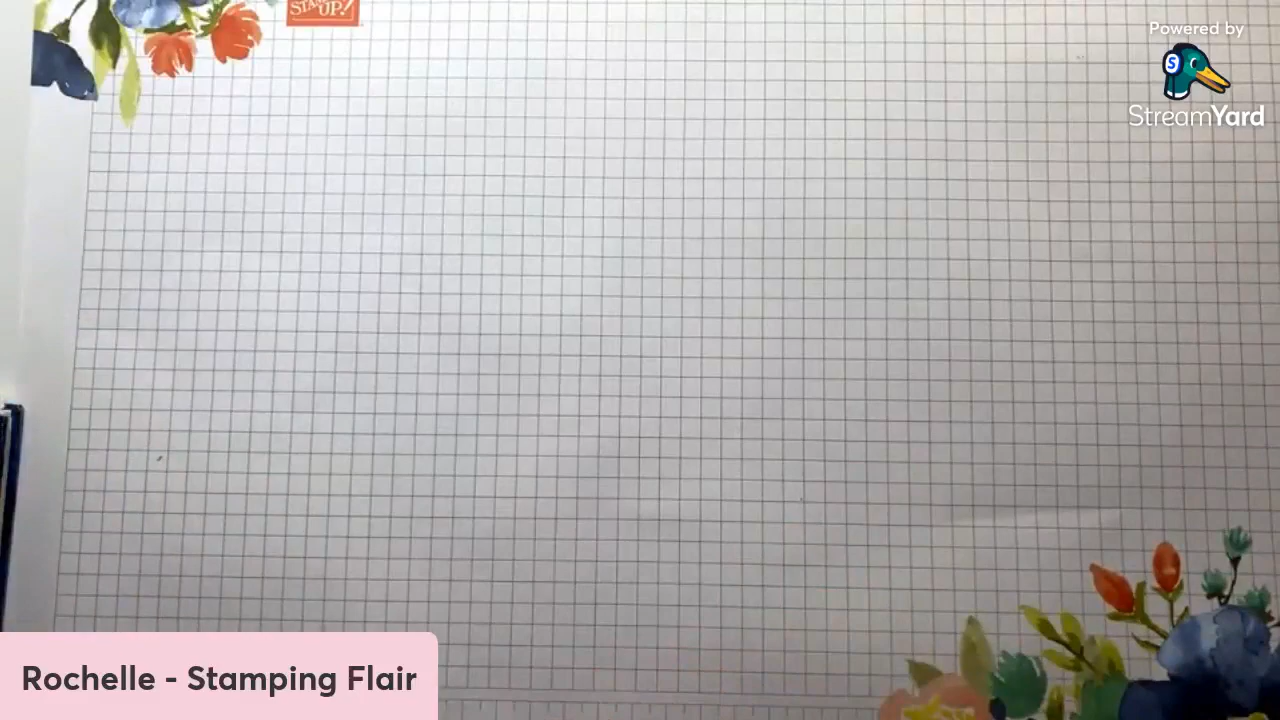 STAMPIN'
UP!
Powered by
StreamYard
Rochelle - Stamping Flair